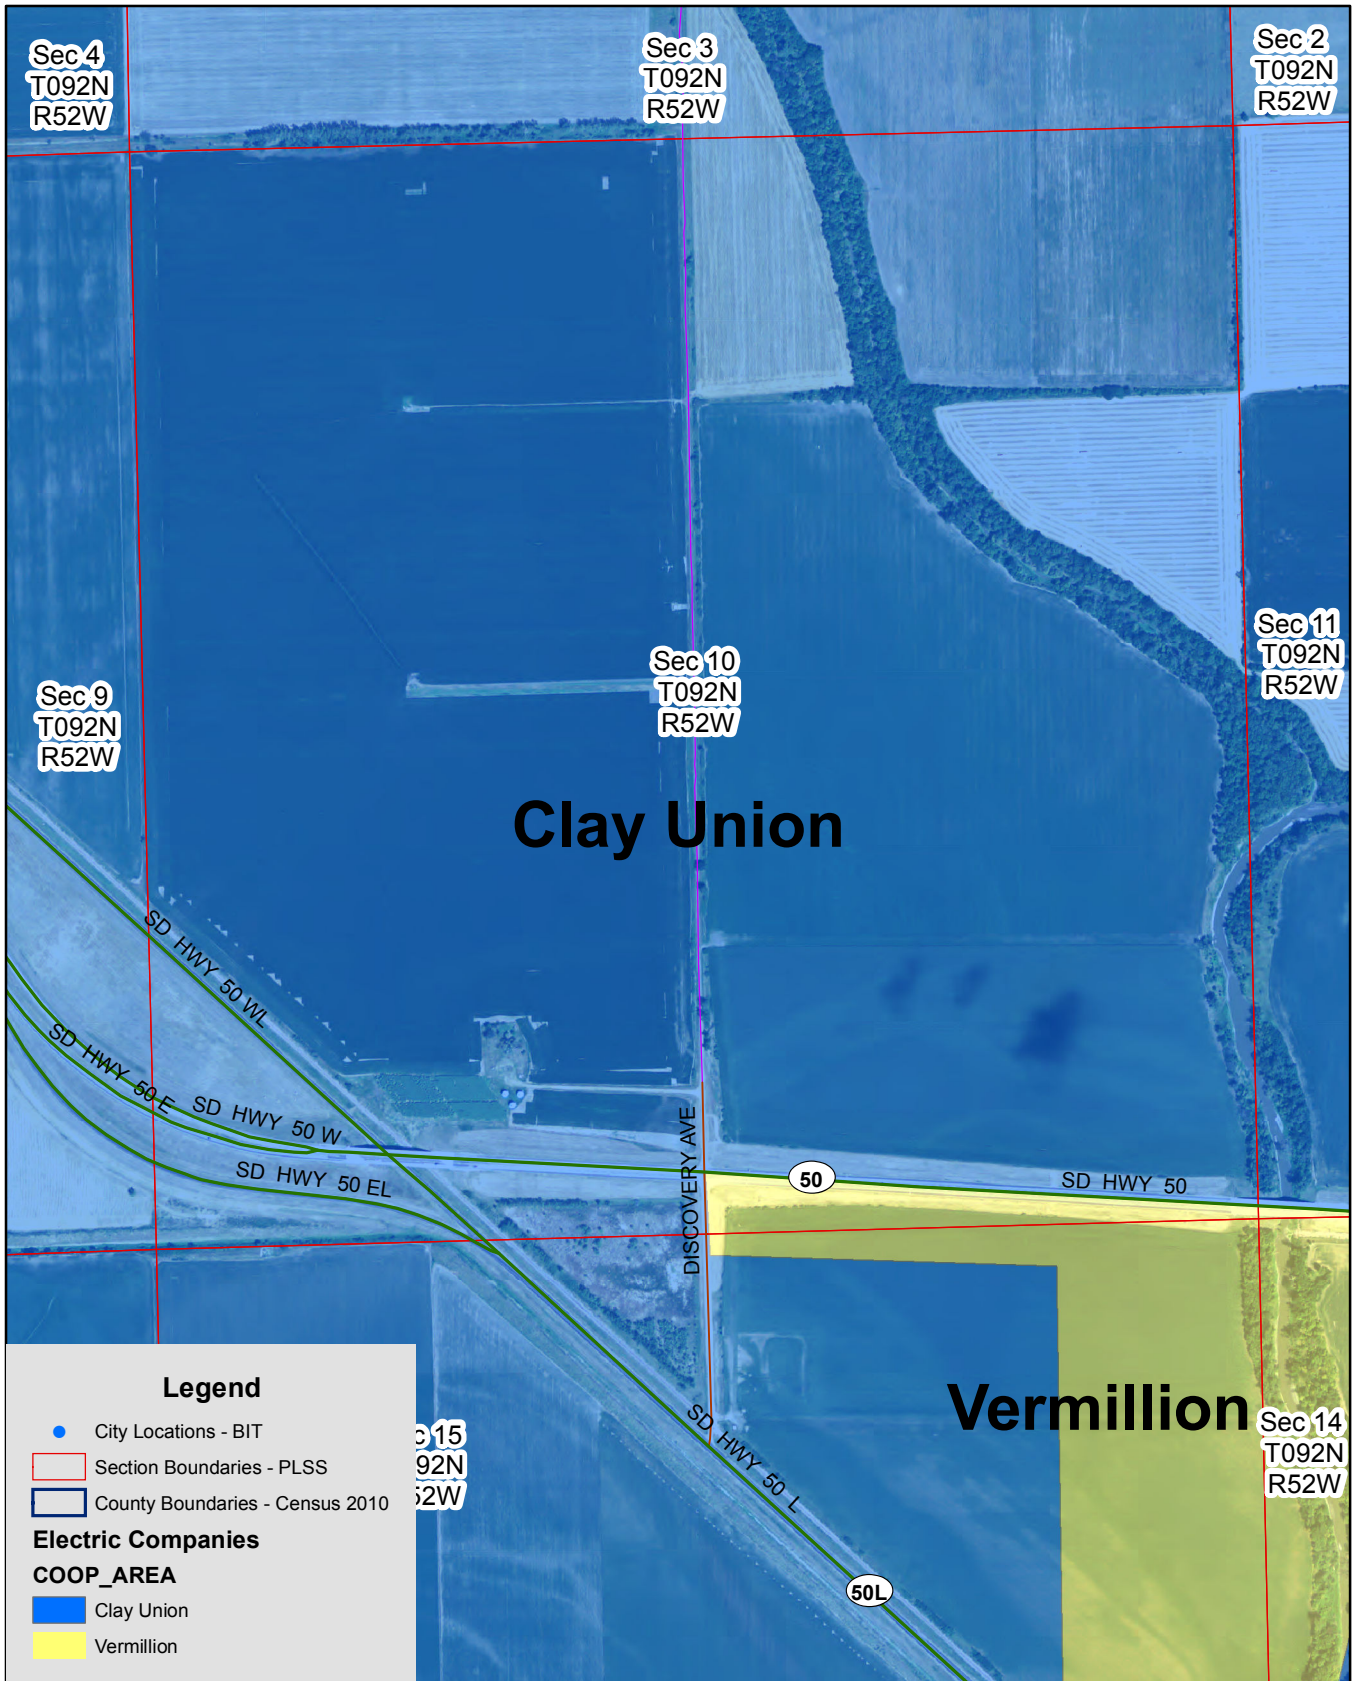 Sec 4
T092N
R52W
Sec 3
T092N
R52W
Sec 2
T092N
R52W
Sec 11
T092N
R52W
Sec 10
T092N
R52W
Sec 9
T092N
R52W
Clay Union
SD HWY 50 WL
SD HWY 50 E
SD HWY 50 W
SD HWY 50 EL
DISCOVERY AVE
50
SD HWY 50
Vermillion
SD HWY 50 L
50L
Sec 14
T092N
R52W
c 15
92N
52W
Legend
City Locations - BIT
Section Boundaries - PLSS
County Boundaries - Census 2010
Electric Companies
COOP_AREA
Clay Union
Vermillion